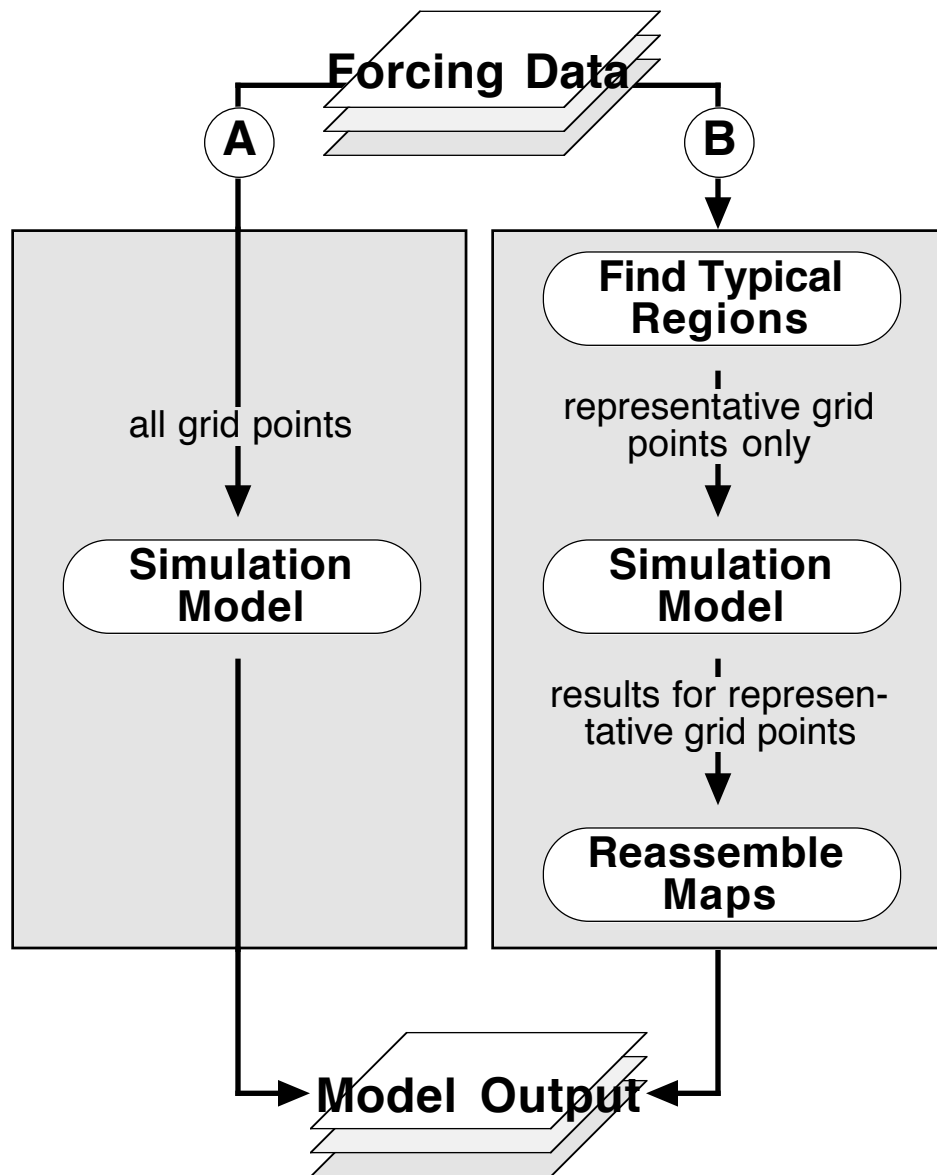 Forcing Data
A
B
Find Typical
Regions
all grid points
representative grid
points only
Simulation
Model
Simulation
Model
results for represen-
tative grid points
Reassemble
Maps
Model Output